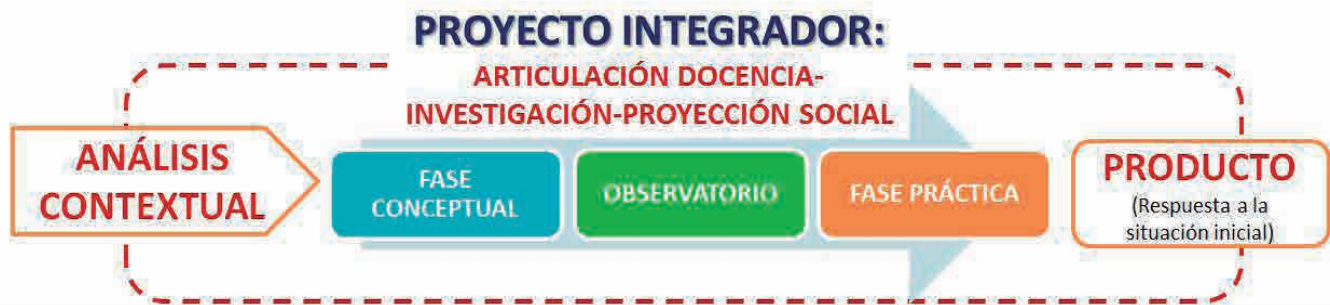 PROYECTO INTEGRADOR:
ARTICULACIÓN DOCENCIA-
INVESTIGACIÓN-PROYECCIÓN SOCIAL
ANÁLISIS
CONTEXTUAL
FASE
CONCEPTUAL
OBSERVATORIO
FASE PRÁCTICA
PRODUCTO
(Respuesta a la
situación inicial)